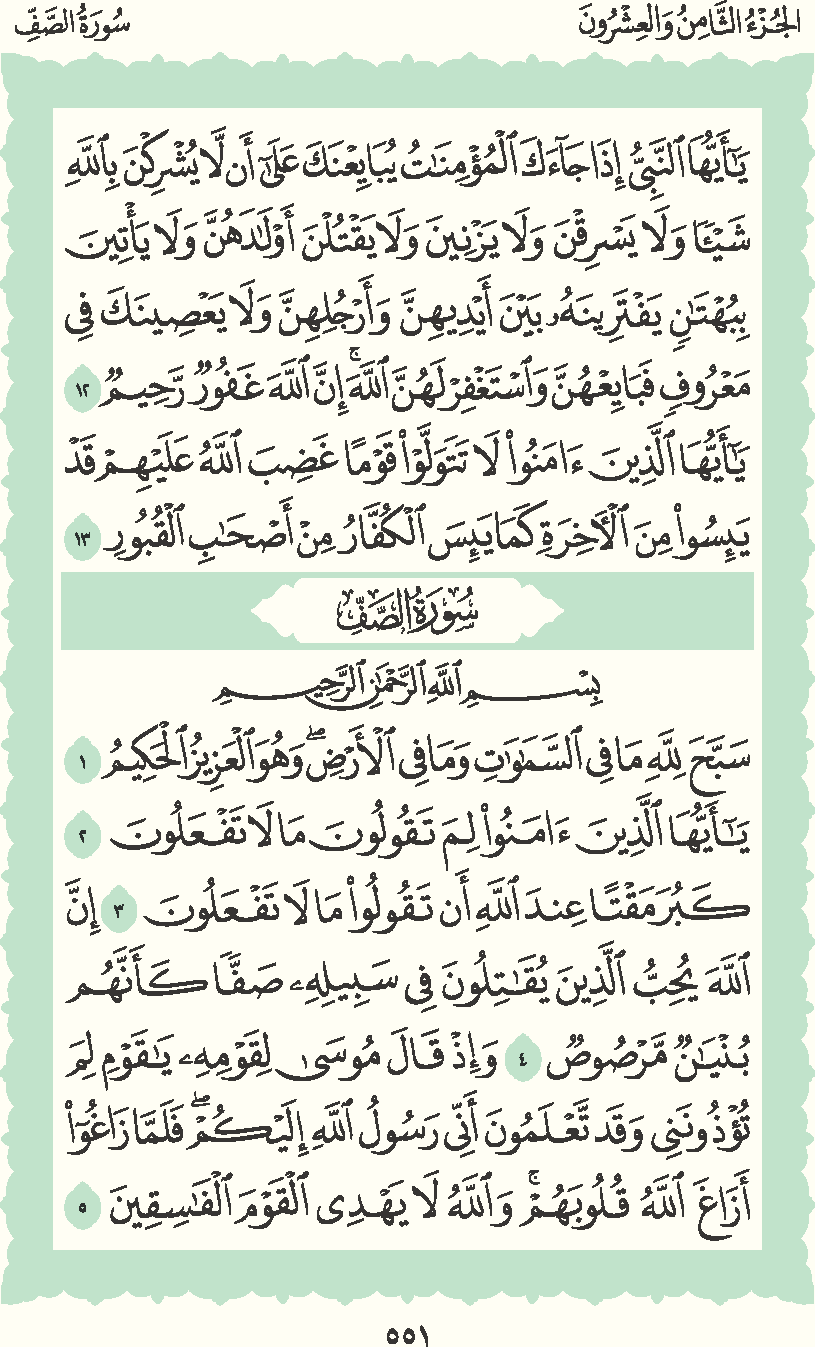 الجُزْءُ الثَّامِنُ وَالْعِشْرُونَ
سُورَةُ الصَّفِّ
يَـٰٓأَيُّهَا ٱلنَّبِىُّ إِذَا جَآءَكَ ٱلْمُؤْمِنَـٰتُ يُبَايِعْنَكَ عَلَىٰٓ أَن لَّا يُشْرِكْنَ بِٱللَّهِ
شَيْـًٔا وَلَا يَسْرِقْنَ وَلَا يَزْنِينَ وَلَا يَقْتُلْنَ أَوْلَـٰدَهُنَّ وَلَا يَأْتِينَ
بِبُهْتَـٰنٍ يَفْتَرِينَهُۥ بَيْنَ أَيْدِيهِنَّ وَأَرْجُلِهِنَّ وَلَا يَعْصِينَكَ فِى
مَعْرُوفٍ فَبَايِعْهُنَّ وَٱسْتَغْفِرْ لَهُنَّ ٱللَّهَ ۚ إِنَّ ٱللَّهَ غَفُورٌ رَّحِيمٌ ١٢
يَـٰٓأَيُّهَا ٱلَّذِينَ ءَامَنُوا۟ لَا تَتَوَلَّوْا۟ قَوْمًا غَضِبَ ٱللَّهُ عَلَيْهِمْ قَدْ
يَئِسُوا۟ مِنَ ٱلْـَٔاخِرَةِ كَمَا يَئِسَ ٱلْكُفَّارُ مِنْ أَصْحَـٰبِ ٱلْقُبُورِ ١٣
سُورَةُ الصَّفِّ
بِسْمِ ٱللَّهِ ٱلرَّحْمَـٰنِ ٱلرَّحِيمِ
سَبَّحَ لِلَّهِ مَا فِى ٱلسَّمَـٰوَٰتِ وَمَا فِى ٱلْأَرْضِ ۖ وَهُوَ ٱلْعَزِيزُ ٱلْحَكِيمُ ١
يَـٰٓأَيُّهَا ٱلَّذِينَ ءَامَنُوا۟ لِمَ تَقُولُونَ مَا لَا تَفْعَلُونَ ٢
كَبُرَ مَقْتًا عِندَ ٱللَّهِ أَن تَقُولُوا۟ مَا لَا تَفْعَلُونَ ٣ إِنَّ
ٱللَّهَ يُحِبُّ ٱلَّذِينَ يُقَـٰتِلُونَ فِى سَبِيلِهِۦ صَفًّا كَأَنَّهُم
بُنْيَـٰنٌ مَّرْصُوصٌ ٤ وَإِذْ قَالَ مُوسَىٰ لِقَوْمِهِۦ يَـٰقَوْمِ لِمَ
تُؤْذُونَنِى وَقَد تَّعْلَمُونَ أَنِّى رَسُولُ ٱللَّهِ إِلَيْكُمْ ۖ فَلَمَّا زَاغُوٓا۟
أَزَاغَ ٱللَّهُ قُلُوبَهُمْ ۚ وَٱللَّهُ لَا يَهْدِى ٱلْقَوْمَ ٱلْفَـٰسِقِينَ ٥
٥٥١